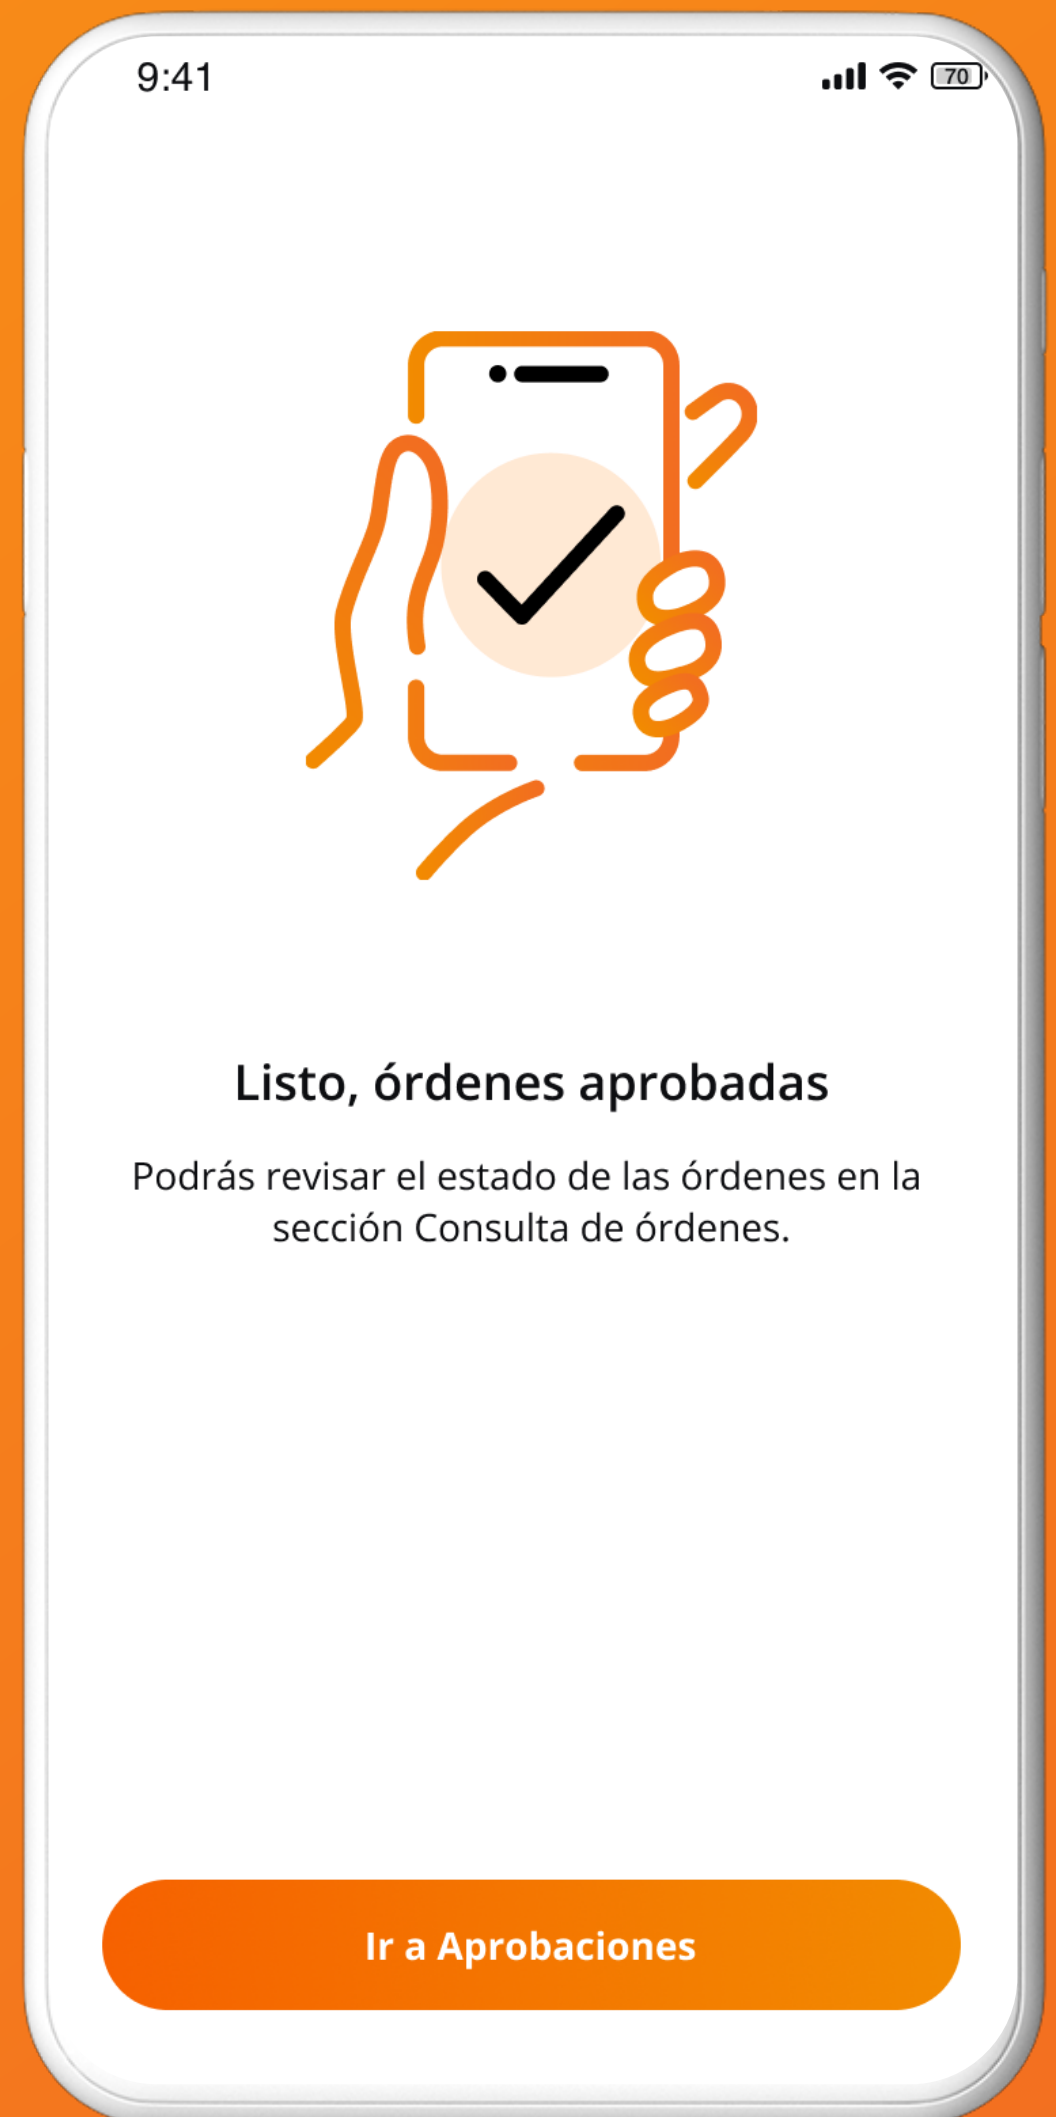 9:41
70
Listo, órdenes aprobadas
Podrás revisar el estado de las órdenes en la
sección Consulta de órdenes.
Ir a Aprobaciones